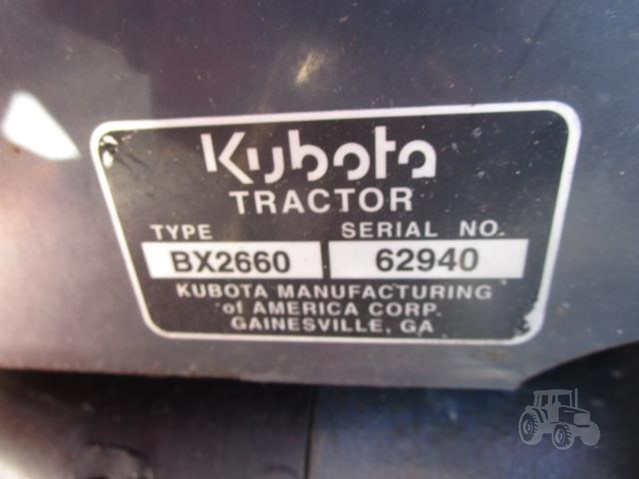 Kubota
TRACTOR
TYPE SERIAL NO.
BX2660 62940
KUBOTA MANUFACTURING
of AMERICA CORP.
GAINESVILLE, GA